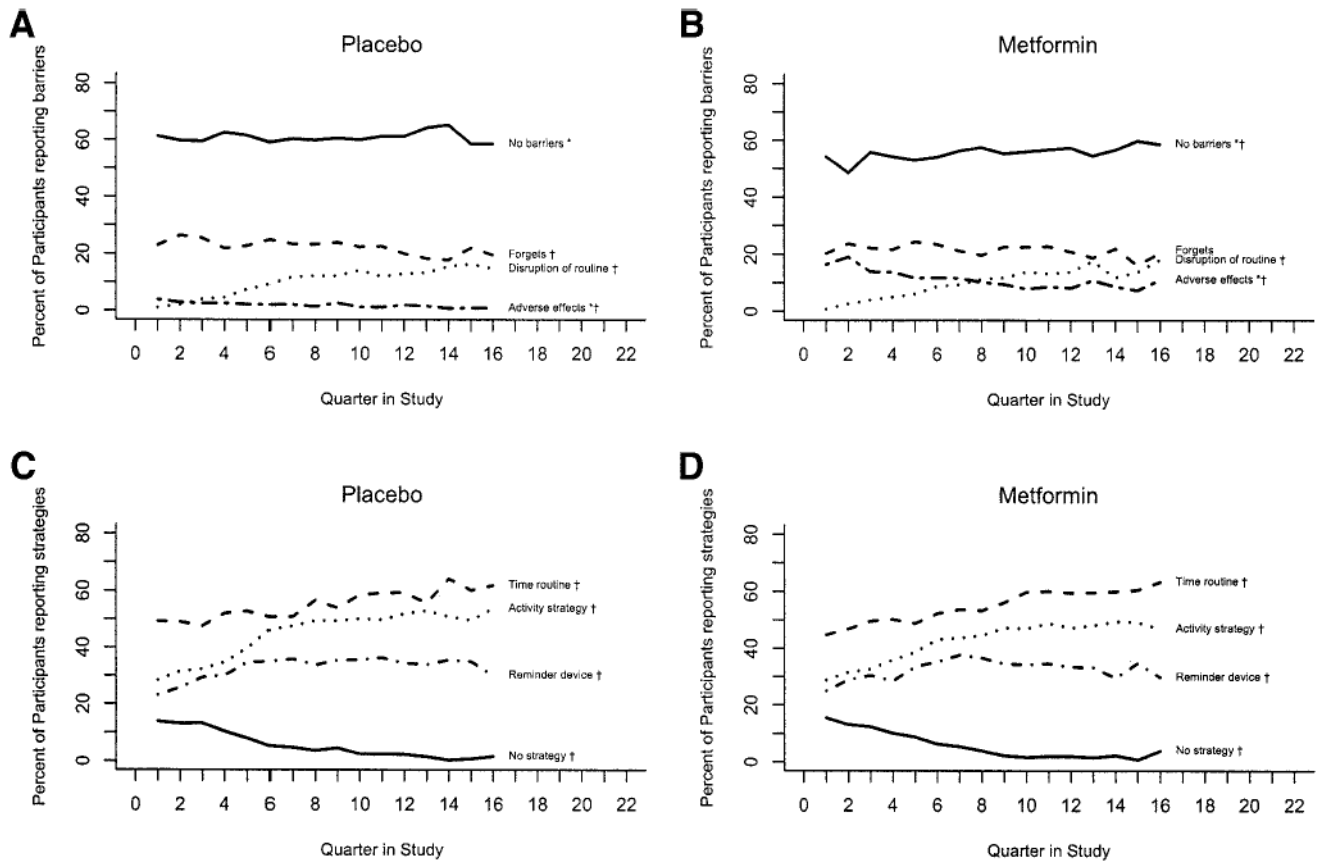 A
Placebo
Percent of Participants reporting barriers
80
60
40
20
0
No barriers *
Forgets †
Disruption of routine †
Adverse effects *†
0 2 4 6 8 10 12 14 16 18 20 22
Quarter in Study
B
Metformin
Percent of Participants reporting barriers
80
60
40
20
0
No barriers *†
Forgets
Disruption of routine †
Adverse effects *†
0 2 4 6 8 10 12 14 16 18 20 22
Quarter in Study
C
Placebo
Percent of Participants reporting strategies
80
60
40
20
0
Time routine †
Activity strategy †
Reminder device †
No strategy †
0 2 4 6 8 10 12 14 16 18 20 22
Quarter in Study
D
Metformin
Percent of Participants reporting strategies
80
60
40
20
0
Time routine †
Activity strategy †
Reminder device †
No strategy †
0 2 4 6 8 10 12 14 16 18 20 22
Quarter in Study